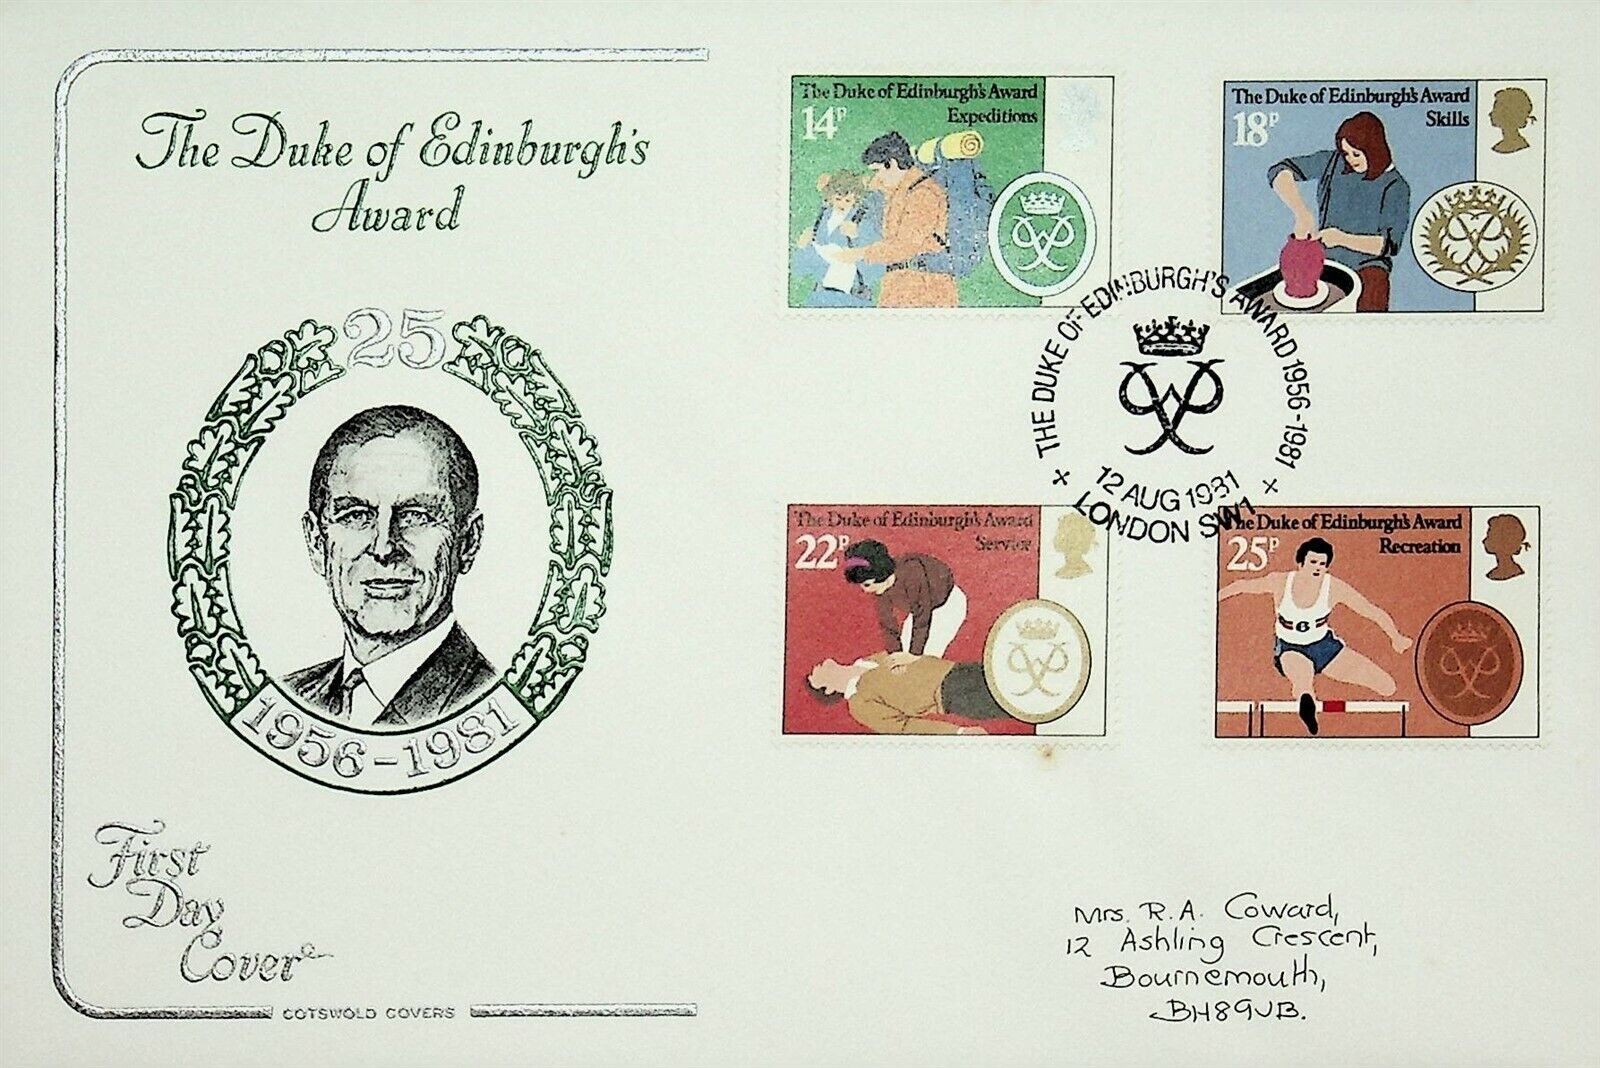 The Duke of Edinburgh's
Award
25
1956-1981
First
Day
Cover
COTSWOLD COVERS
The Duke of Edinburgh's Award
Expeditions
14P
The Duke of Edinburgh's Award
Skills
18P
THE DUKE OF EDINBURGH'S AWARD 1956-1981
12 AUG 1981
LONDON SW1
The Duke of Edinburgh's Award
Service
22P
The Duke of Edinburgh's Award
Recreation
25P
6
Mrs. R.A. Coward,
12 Ashling Crescent,
Bournemouth,
BH89JB.